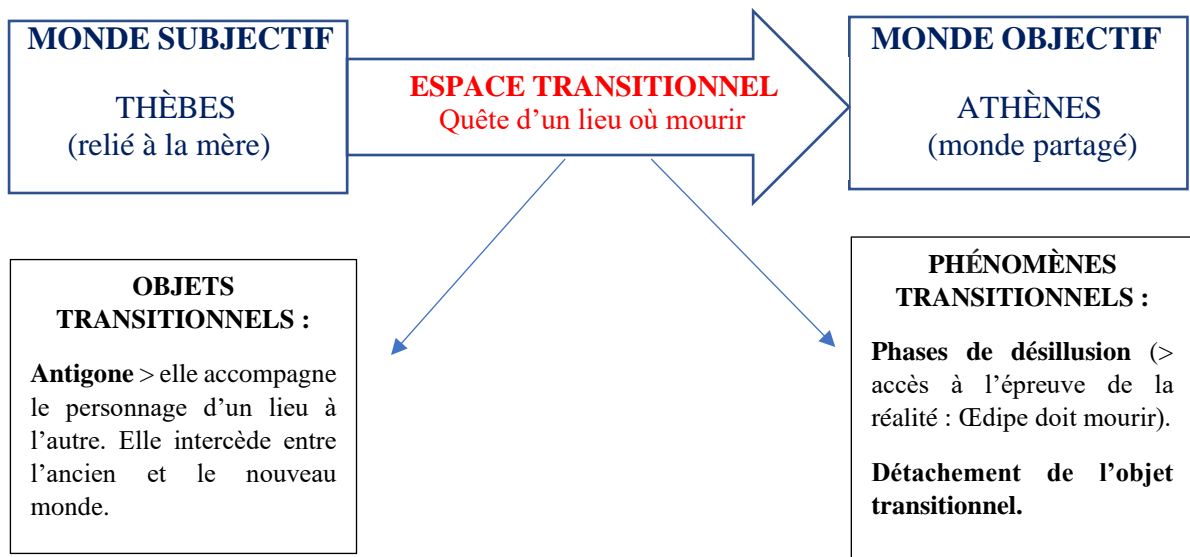 MONDE SUBJECTIF
THÈBES
(relié à la mère)
ESPACE TRANSITIONNEL
Quête d’un lieu où mourir
MONDE OBJECTIF
ATHÈNES
(monde partagé)
OBJETS
TRANSITIONNELS :
Antigone > elle accompagne
le personnage d’un lieu à
l’autre. Elle intercède entre
l’ancien et le nouveau
monde.
PHÉNOMÈNES
TRANSITIONNELS :
Phases de désillusion (>
accès à l’épreuve de la
réalité : Œdipe doit mourir).
Détachement de l’objet
transitionnel.